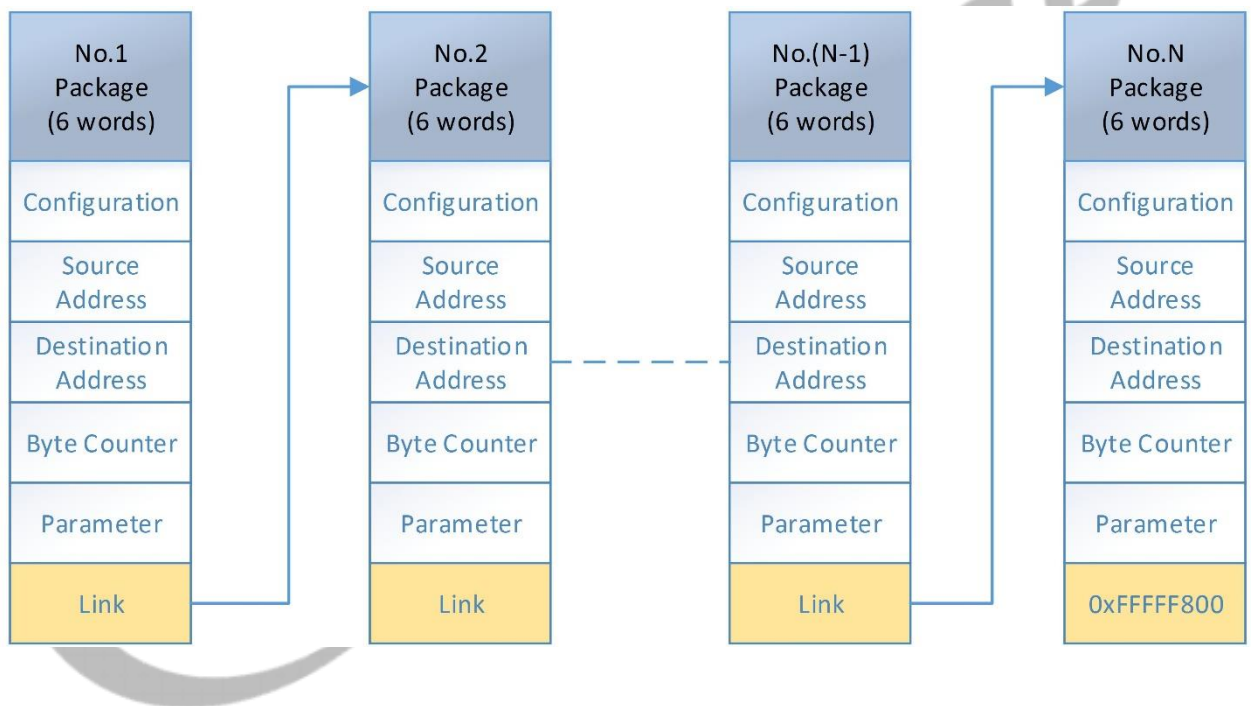 No.1
Package
(6 words)
Configuration
Source
Address
Destination
Address
Byte Counter
Parameter
Link
No.2
Package
(6 words)
Configuration
Source
Address
Destination
Address
Byte Counter
Parameter
Link
No.(N-1)
Package
(6 words)
Configuration
Source
Address
Destination
Address
Byte Counter
Parameter
Link
No.N
Package
(6 words)
Configuration
Source
Address
Destination
Address
Byte Counter
Parameter
0xFFFFF800